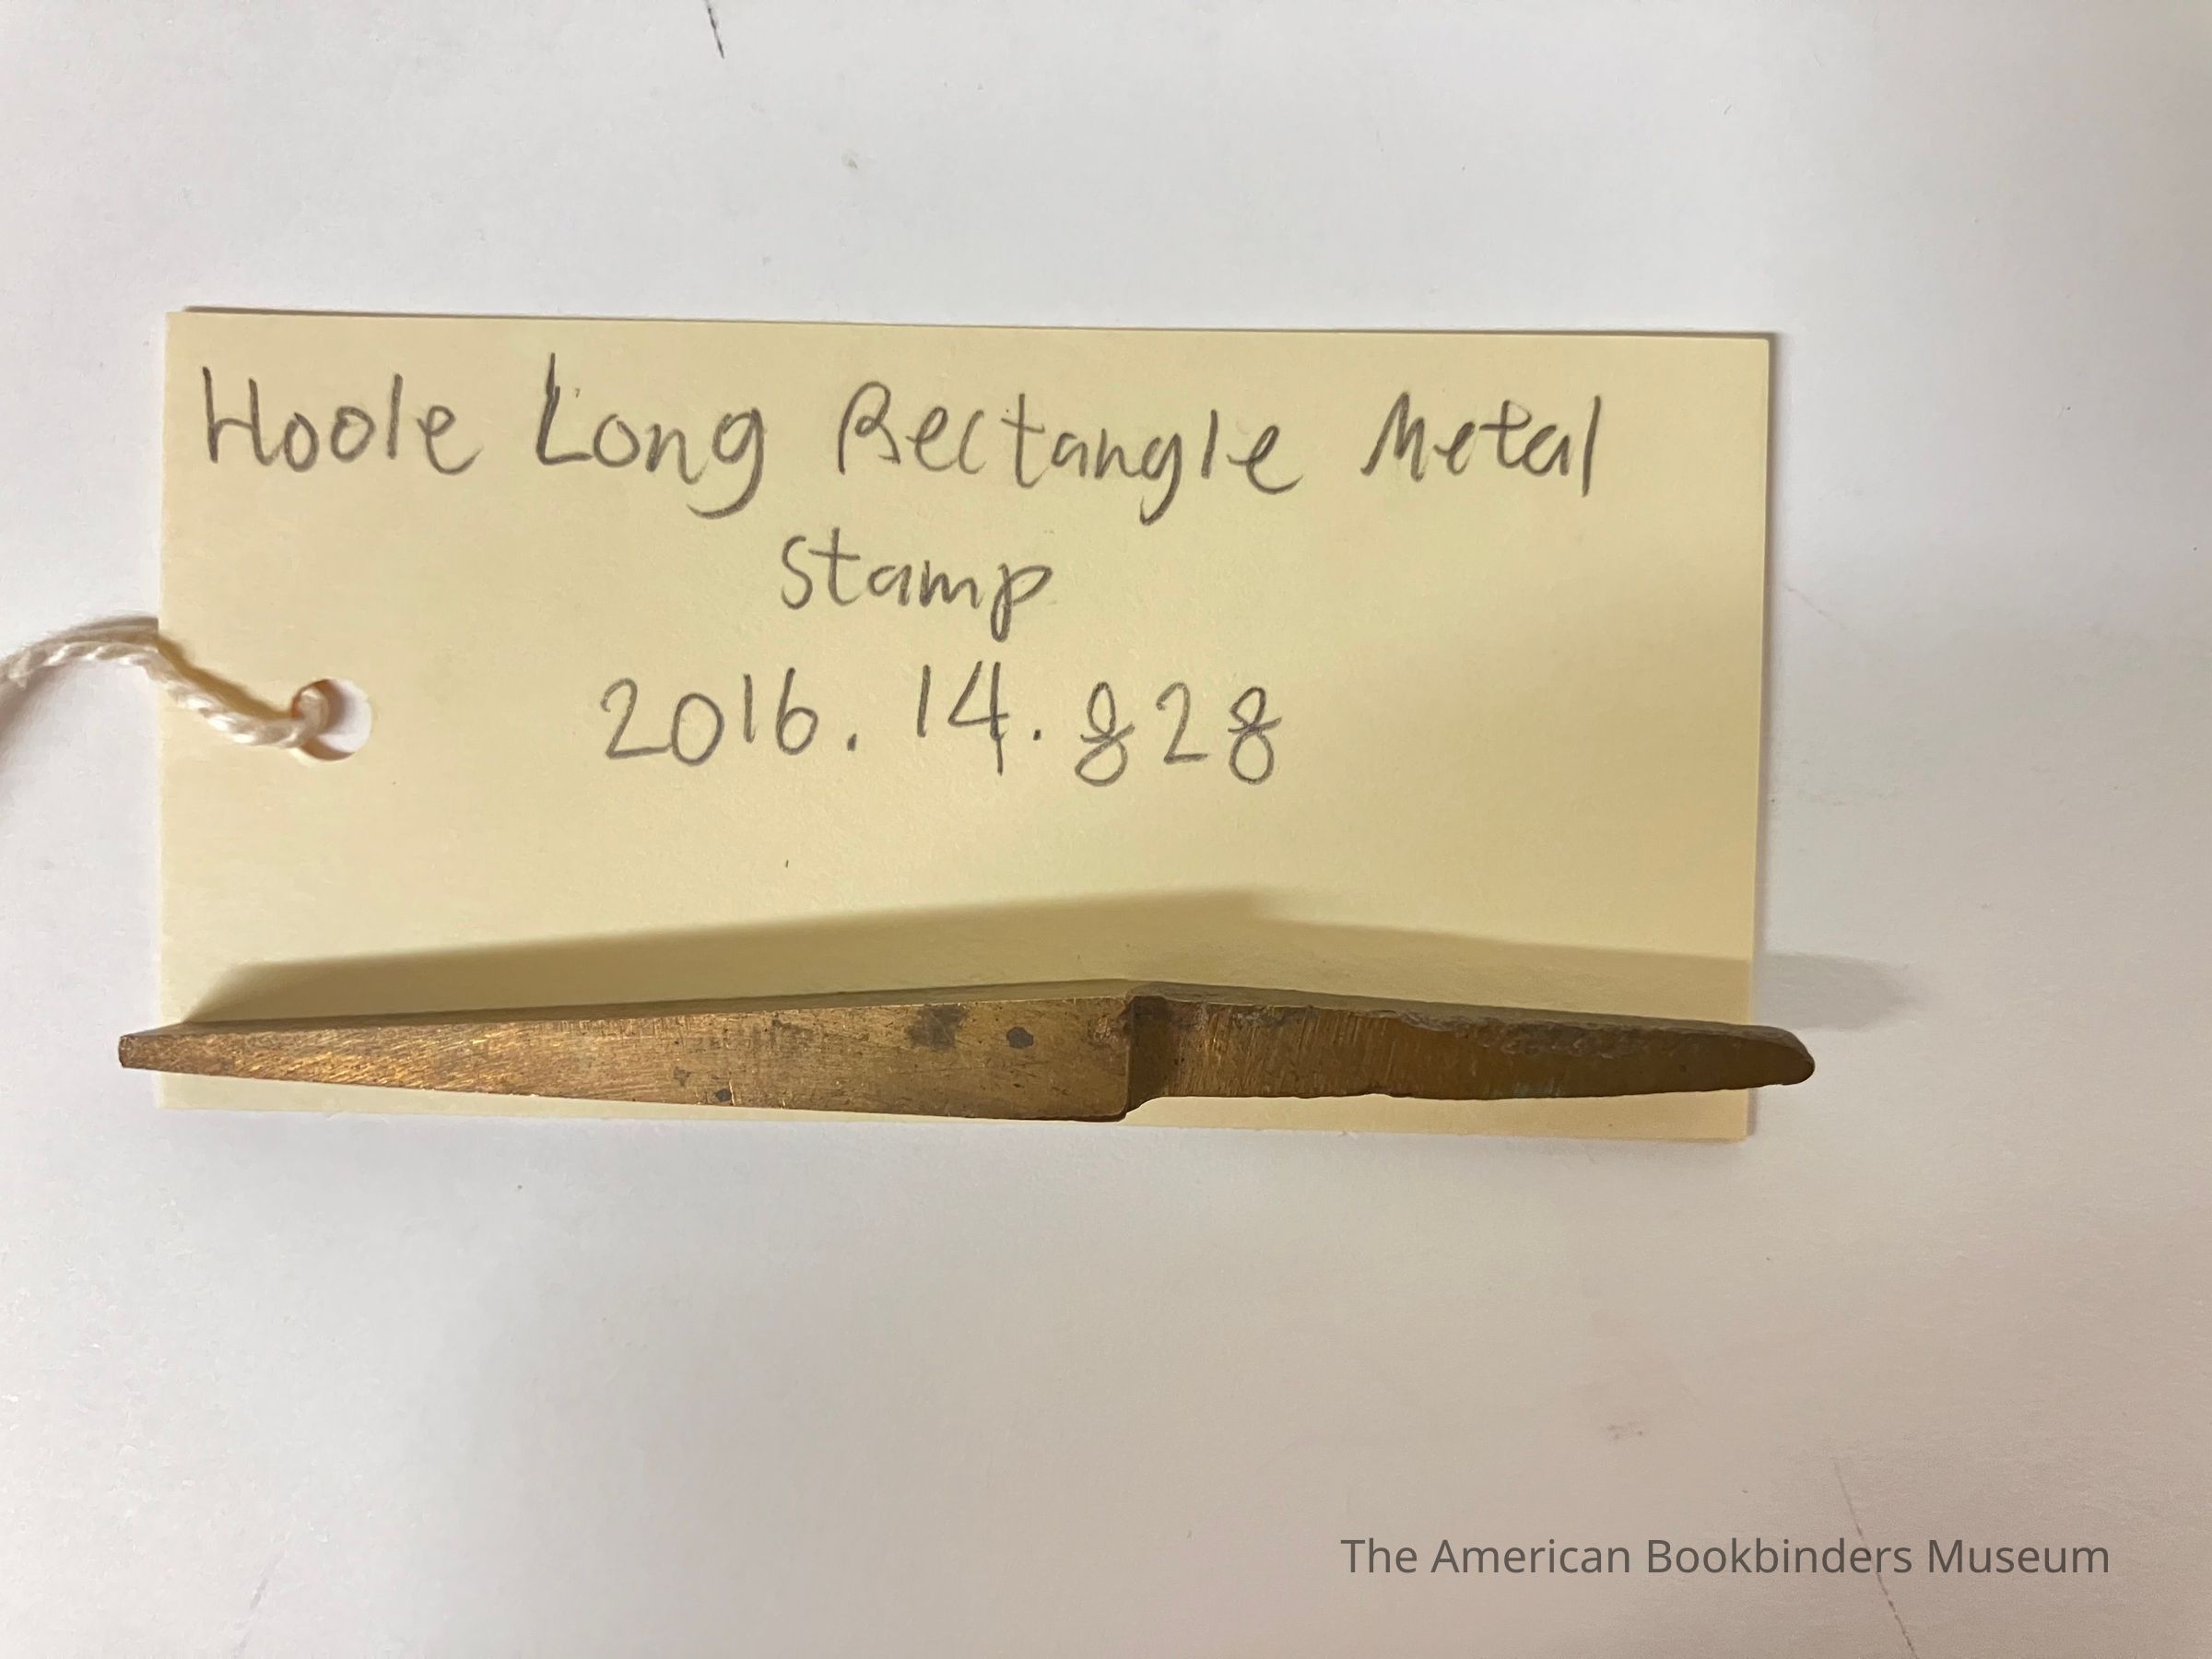 Hoole Long Rectangle Metal
Stamp
2016.14.828
The American Bookbinders Museum